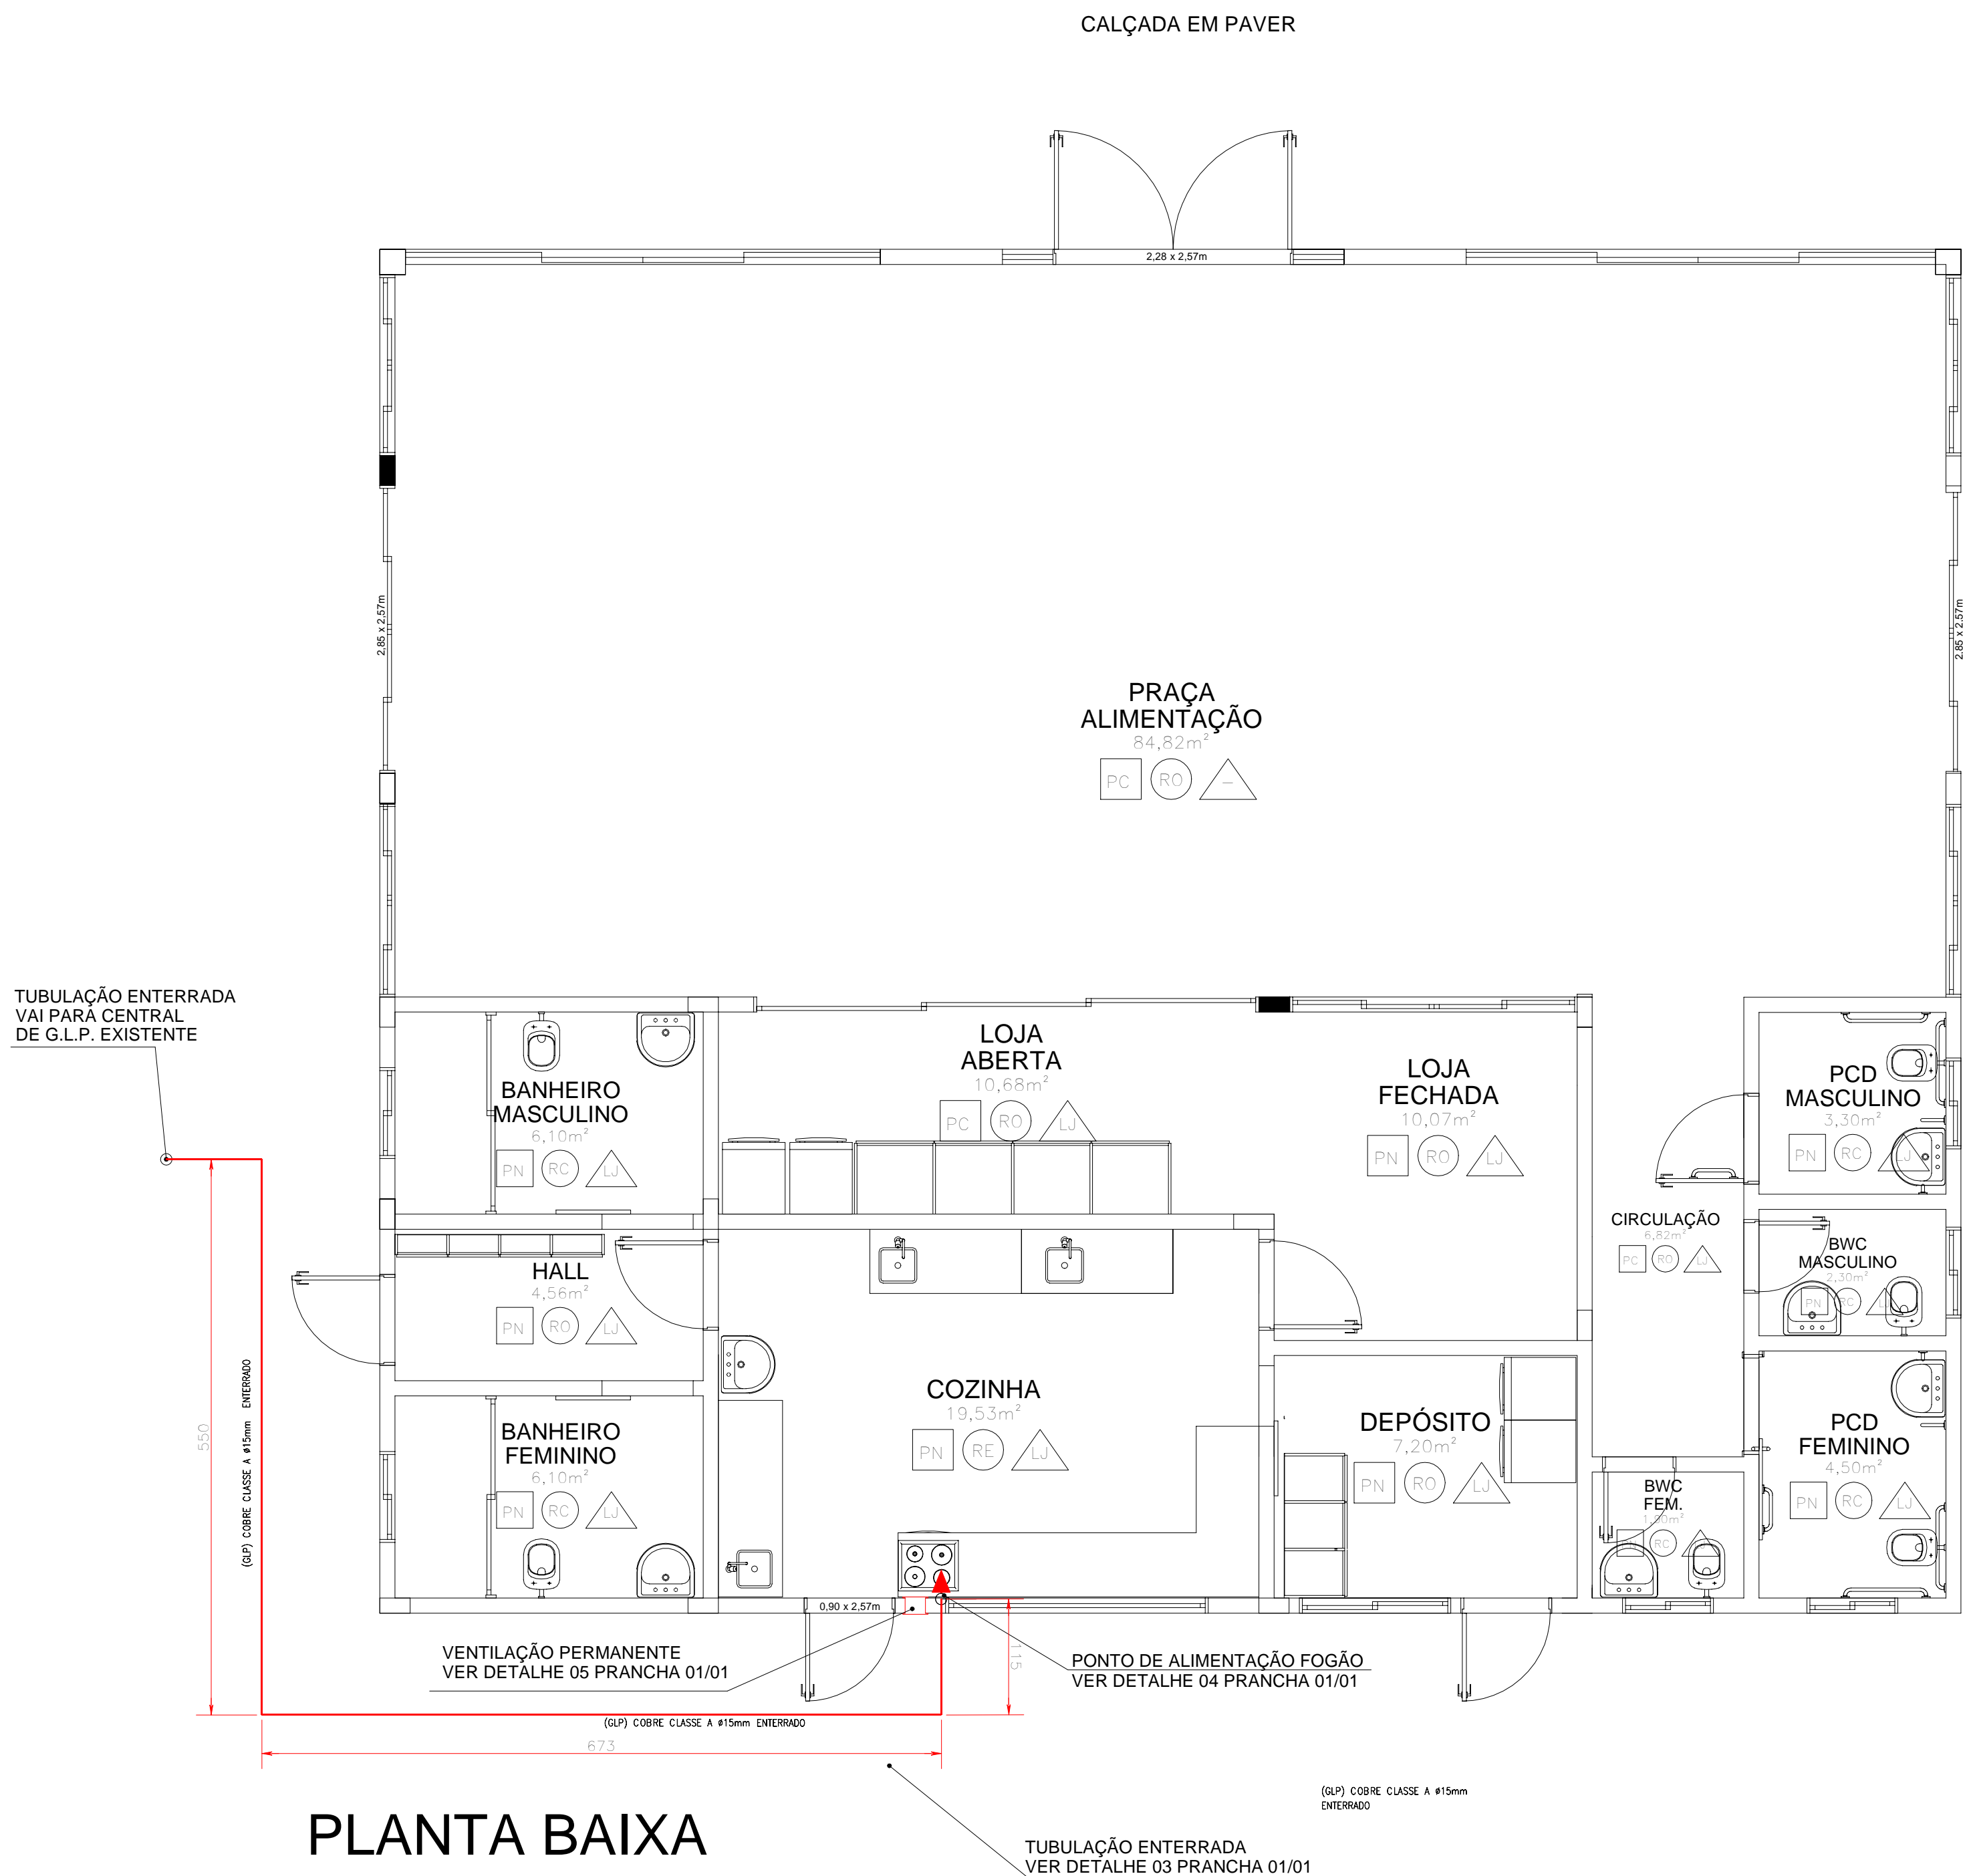 CALÇADA EM PAVER
2,28 x 2,57m
2,85 x 2,57m
2,85 x 2,57m
PRAÇA
ALIMENTAÇÃO
84,82m²
PC RO –
TUBULAÇÃO ENTERRADA
VAI PARA CENTRAL
DE G.L.P. EXISTENTE
BANHEIRO
MASCULINO
6,10m²
PN RC LJ
LOJA
ABERTA
10,68m²
PC RO LJ
LOJA
FECHADA
10,07m²
PN RO LJ
PCD
MASCULINO
3,30m²
PN RC LJ
CIRCULAÇÃO
6,82m²
PC RO LJ
BWC
MASCULINO
2,30m²
PN RC LJ
HALL
4,56m²
PN RO LJ
COZINHA
19,53m²
PN RE LJ
DEPÓSITO
7,20m²
PN RO LJ
PCD
FEMININO
4,50m²
PN RC LJ
BANHEIRO
FEMININO
6,10m²
PN RC LJ
BWC
FEM.
RC
550
(GLP) COBRE CLASSE A ø15mm ENTERRADO
0,90 x 2,57m
VENTILAÇÃO PERMANENTE
VER DETALHE 05 PRANCHA 01/01
115
PONTO DE ALIMENTAÇÃO FOGÃO
VER DETALHE 04 PRANCHA 01/01
(GLP) COBRE CLASSE A ø15mm ENTERRADO
673
(GLP) COBRE CLASSE A ø15mm
ENTERRADO
PLANTA BAIXA
TUBULAÇÃO ENTERRADA
VER DETALHE 03 PRANCHA 01/01